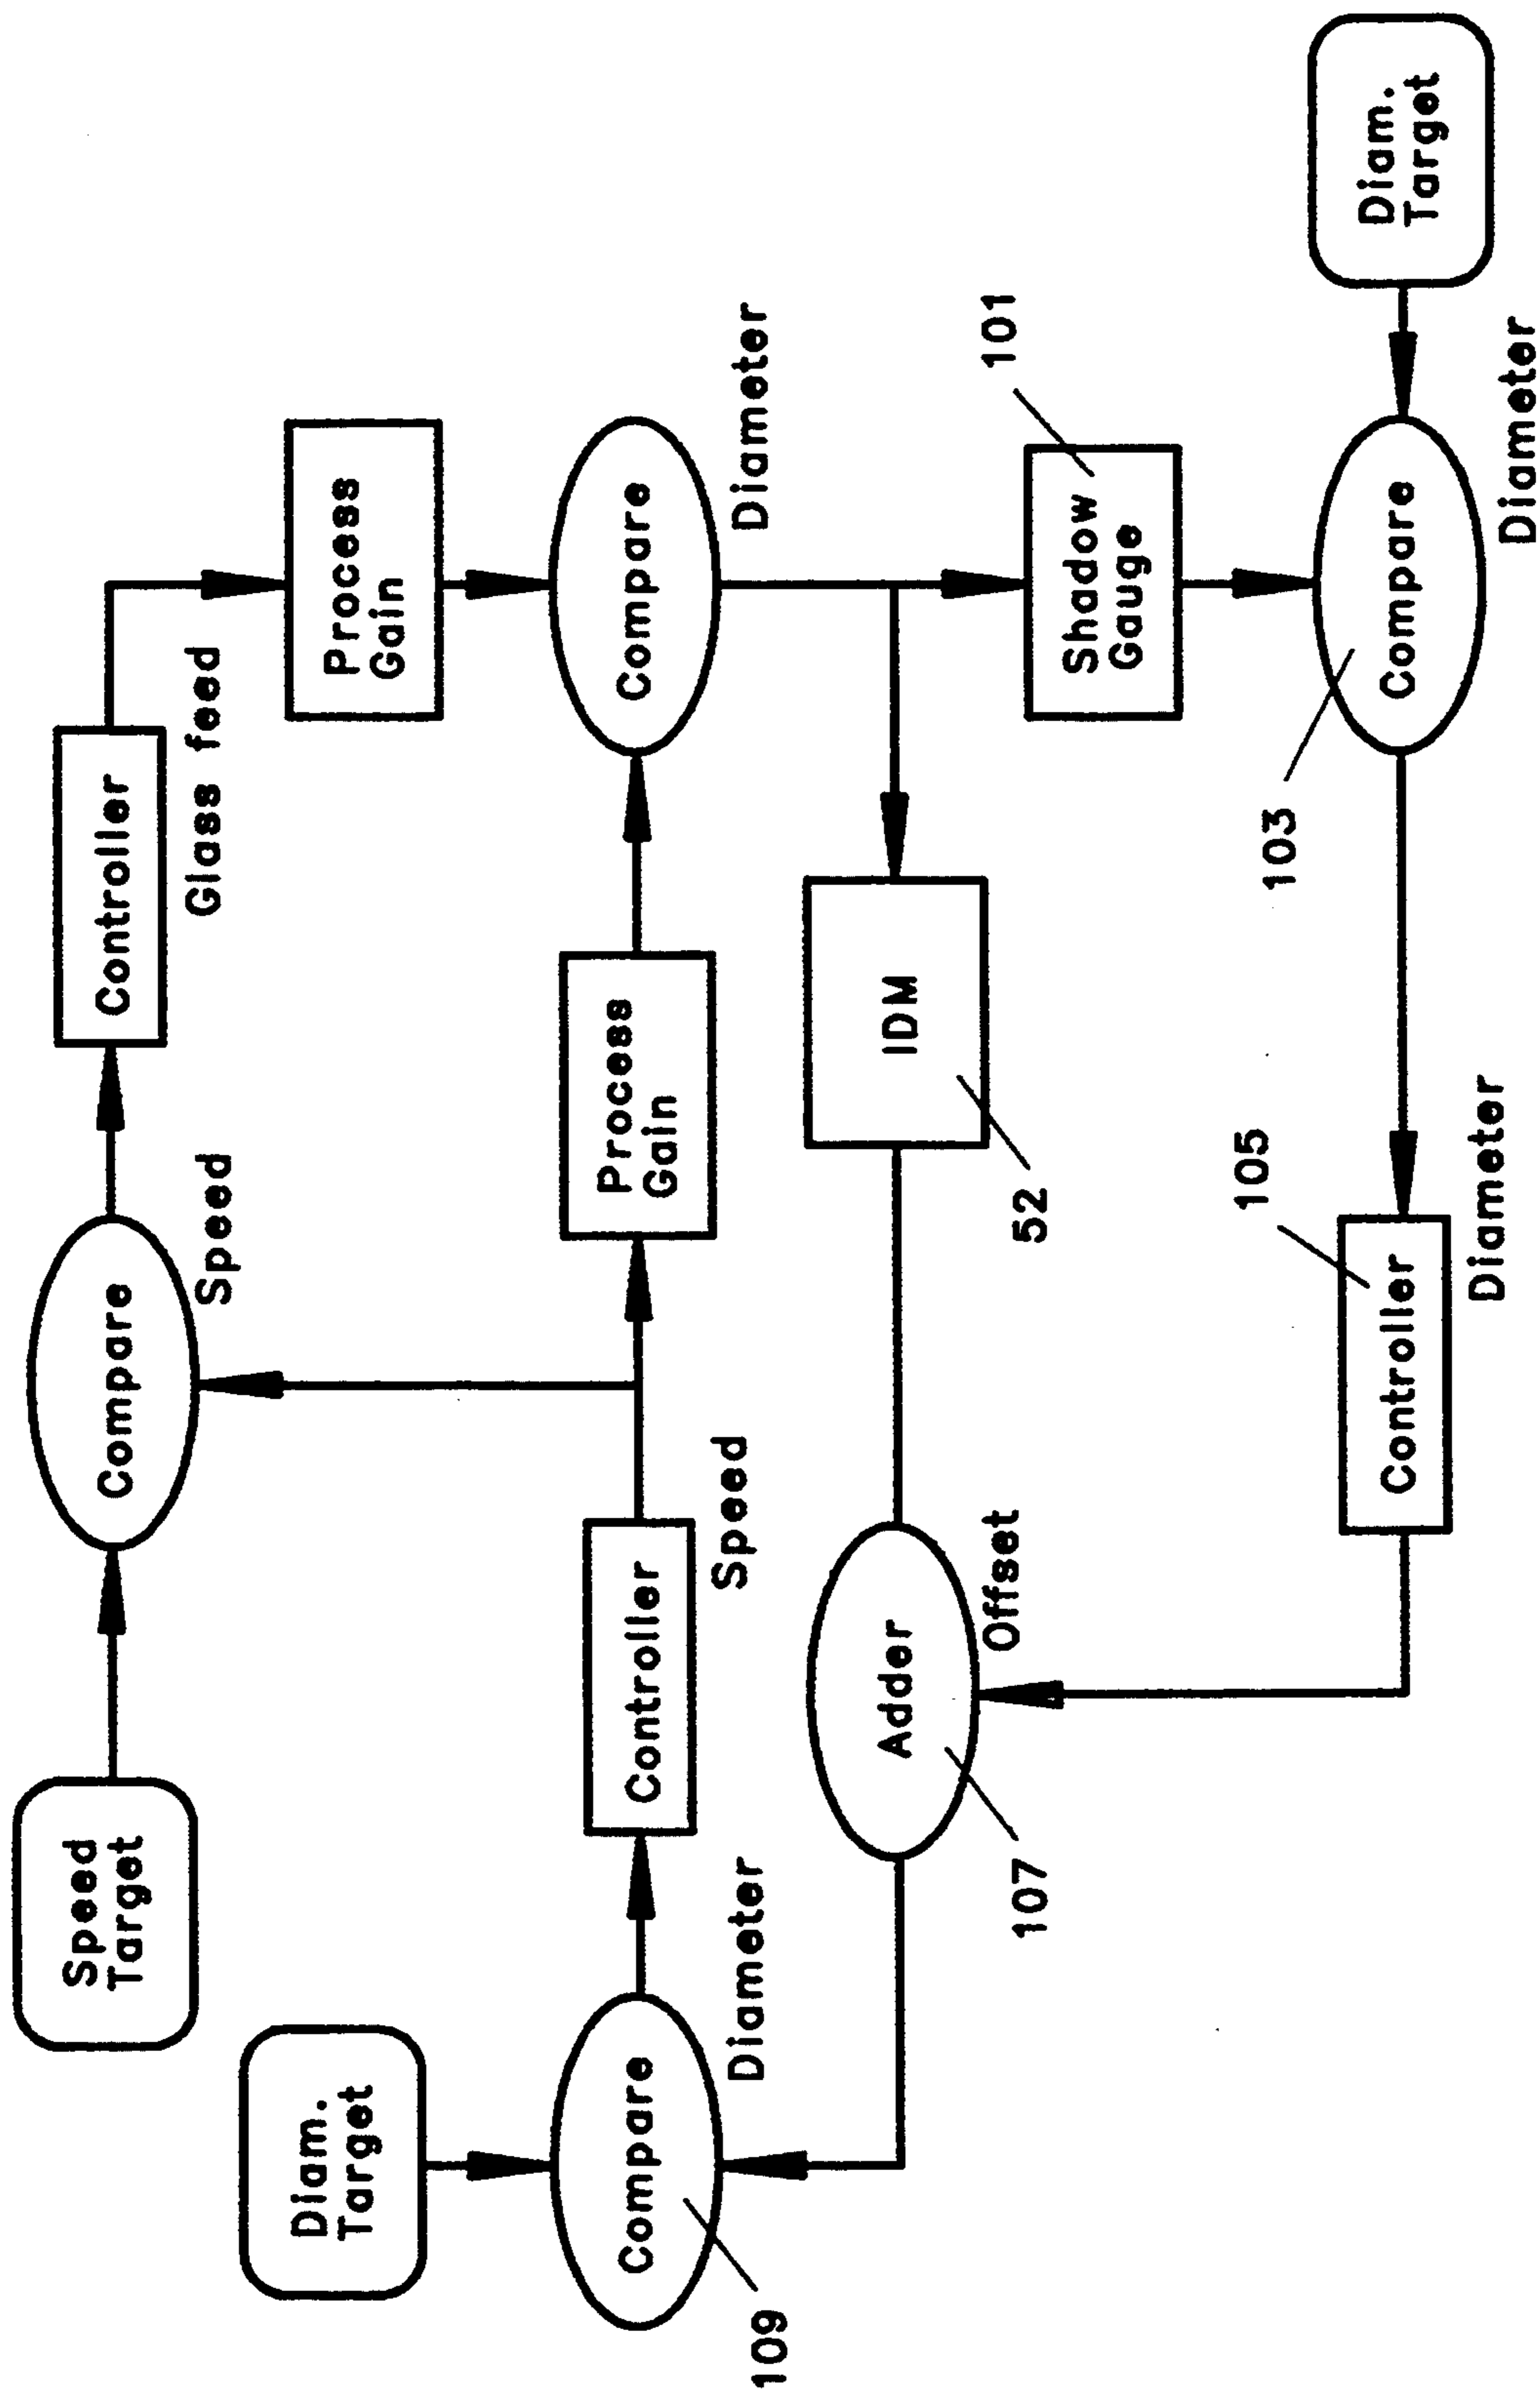 Speed
Target
Compare
Speed
Controller
Glass feed
Diam.
Target
Process
Gain
Compare
Diameter
109
Controller
Speed
Process
Gain
Compare
Diameter
Adder
Offset
107
IDM
52
Shadow
Gauge
101
Controller
105
Diameter
Compare
103
Diameter
Diam.
Target